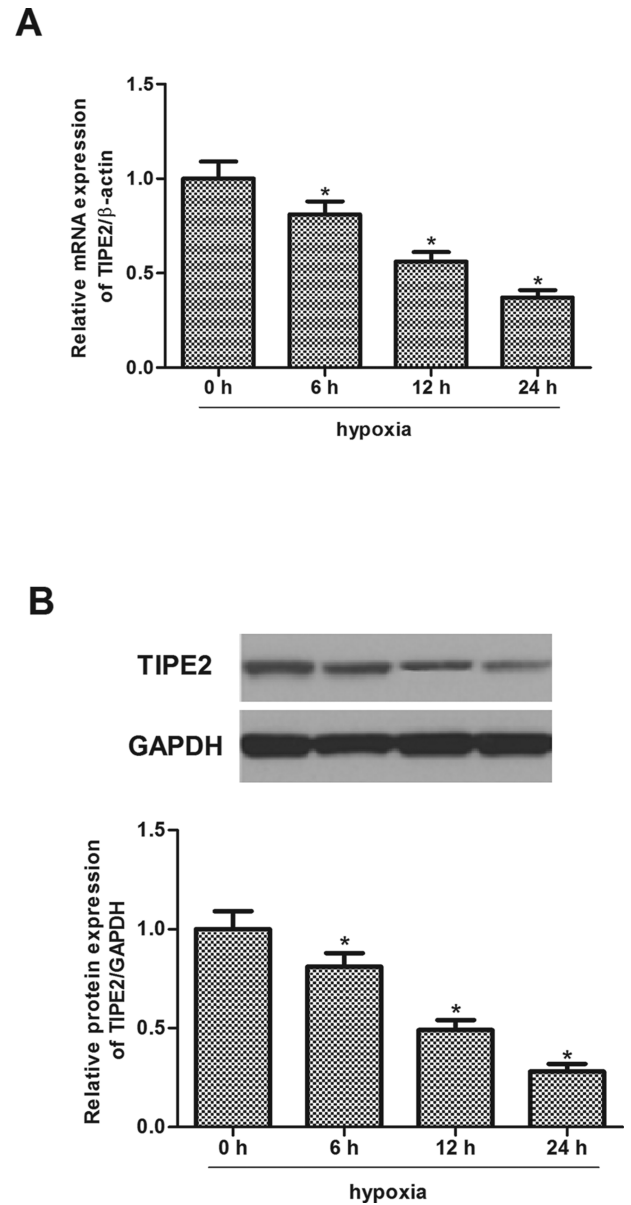 A
Relative mRNA expression
of TIPE2/β-actin
1.5
1.0
0.5
0.0
*
*
*
0 h 6 h 12 h 24 h
hypoxia
B
TIPE2
GAPDH
Relative protein expression
of TIPE2/GAPDH
1.5
1.0
0.5
0.0
*
*
*
0 h 6 h 12 h 24 h
hypoxia